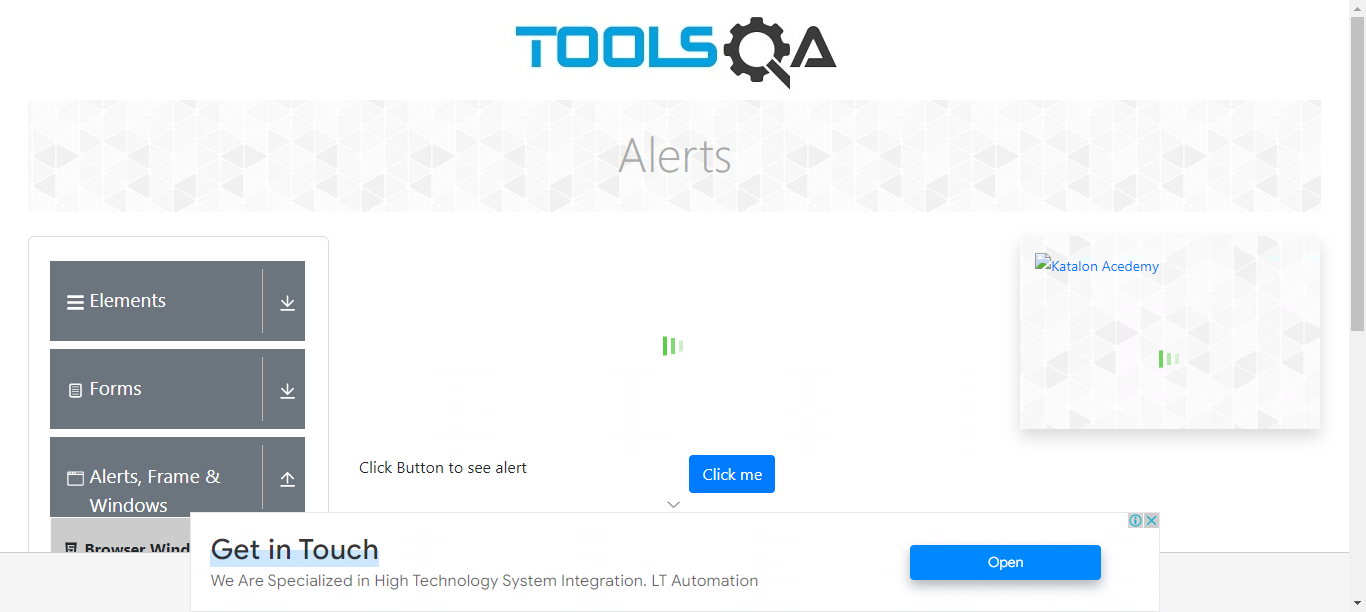 TOOLSQA
Alerts
Elements
Katalon Acedemy
Forms
Alerts, Frame &
Windows
Click Button to see alert
Click me
Browser Wind
Get in Touch
We Are Specialized in High Technology System Integration. LT Automation
Open